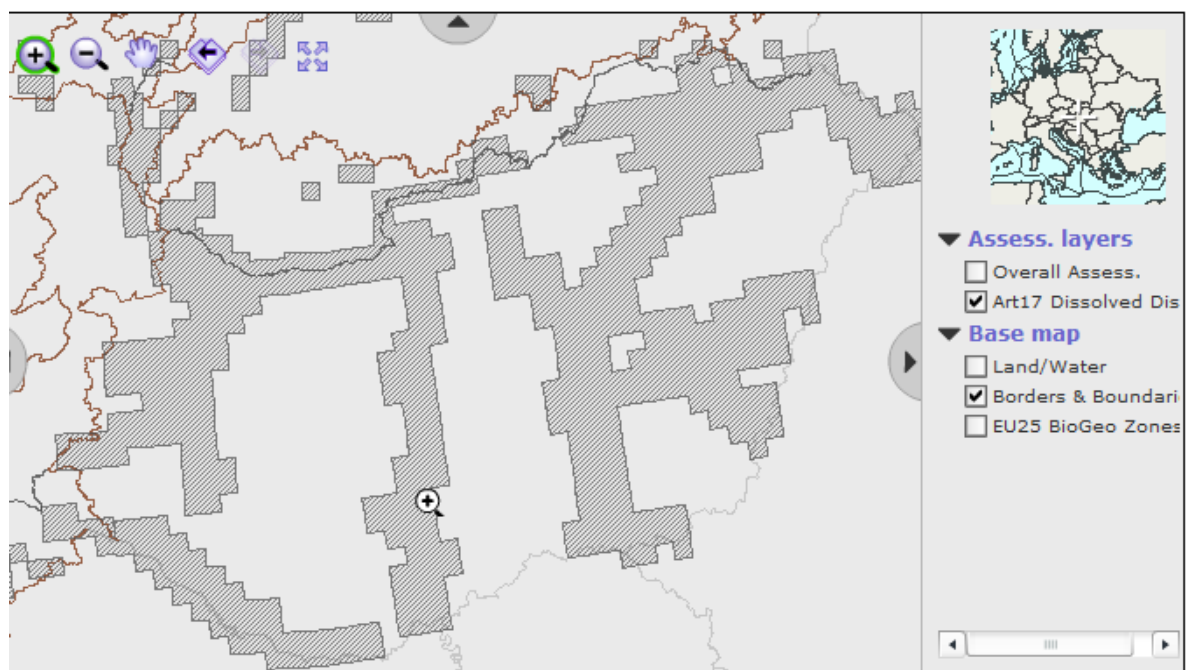 Assess. layers
Overall Assess.
Art17 Dissolved Dis
Base map
Land/Water
Borders & Boundari
EU25 BioGeo Zones